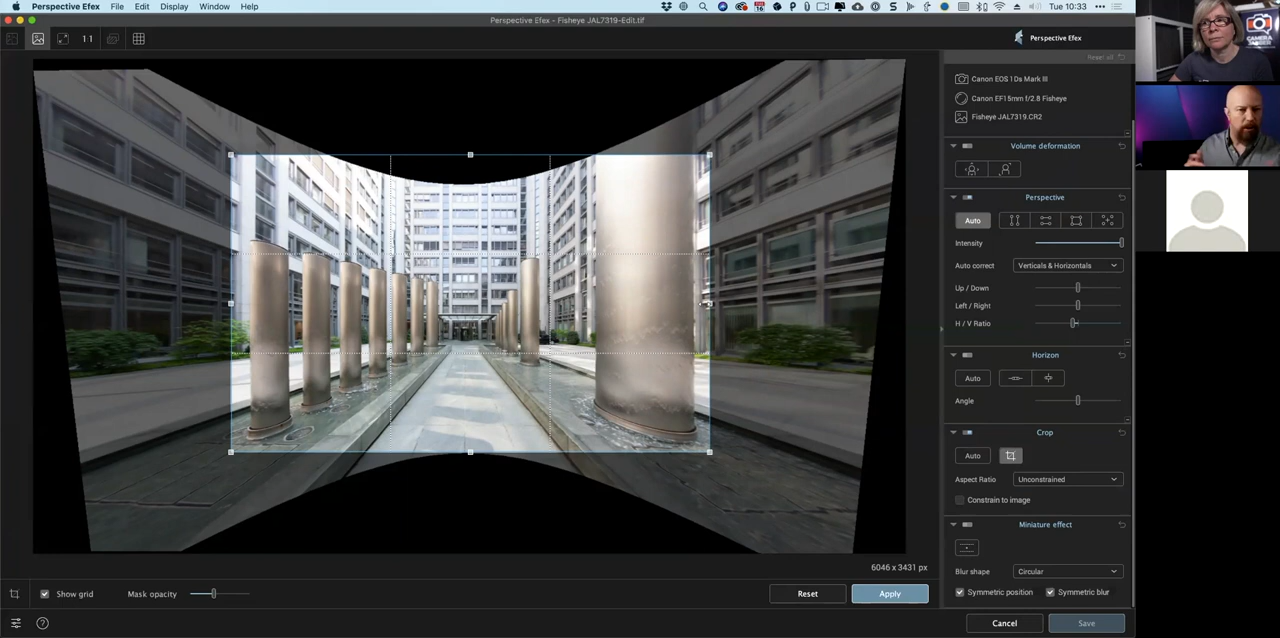 Perspective Efex File Edit Display Window Help
Tue 10:33
Perspective Efex - Fisheye JAL7319-Edit.tif
1:1
Perspective Efex
Reset all
Canon EOS 1Ds Mark III
Canon EF15mm f/2.8 Fisheye
Fisheye JAL7319.CR2
Volume deformation
Perspective
Auto
Intensity
Auto correct Verticals & Horizontals
Up / Down
Left / Right
H / V Ratio
Horizon
Auto
Angle
Crop
Auto
Aspect Ratio Unconstrained
Constrain to image
Miniature effect
Blur shape Circular
Symmetric position Symmetric blur
6046 x 3431 px
Show grid Mask opacity Reset Apply
Cancel Save
CAMERA
JABBER